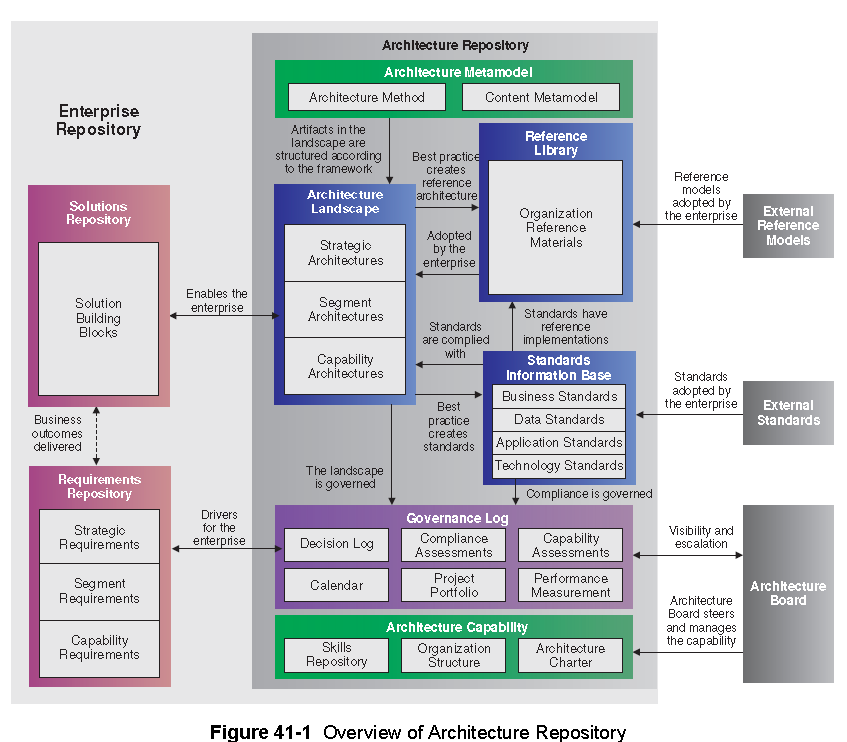 Architecture Repository
Architecture Metamodel
Architecture Method
Content Metamodel
Enterprise
Repository
Artifacts in the
landscape are
structured according
to the framework
Best practice
creates
reference
architecture
Reference
Library
Organization
Reference
Materials
Reference
models
adopted by
the enterprise
External
Reference
Models
Solutions
Repository
Solution
Building
Blocks
Enables the
enterprise
Architecture
Landscape
Strategic
Architectures
Segment
Architectures
Capability
Architectures
Adopted
by the
enterprise
Standards
are complied
with
Standards have
reference
implementations
Standards
Information Base
Business Standards
Data Standards
Application Standards
Technology Standards
Standards
adopted by
the enterprise
External
Standards
Best
practice
creates
standards
Business
outcomes
delivered
The landscape
is governed
Compliance is governed
Requirements
Repository
Strategic
Requirements
Segment
Requirements
Capability
Requirements
Drivers
for the
enterprise
Governance Log
Decision Log
Compliance
Assessments
Capability
Assessments
Calendar
Project
Portfolio
Performance
Measurement
Visibility and
escalation
Architecture
Board
Architecture
Board steers
and manages
the capability
Architecture Capability
Skills
Repository
Organization
Structure
Architecture
Charter
Figure 41-1 Overview of Architecture Repository